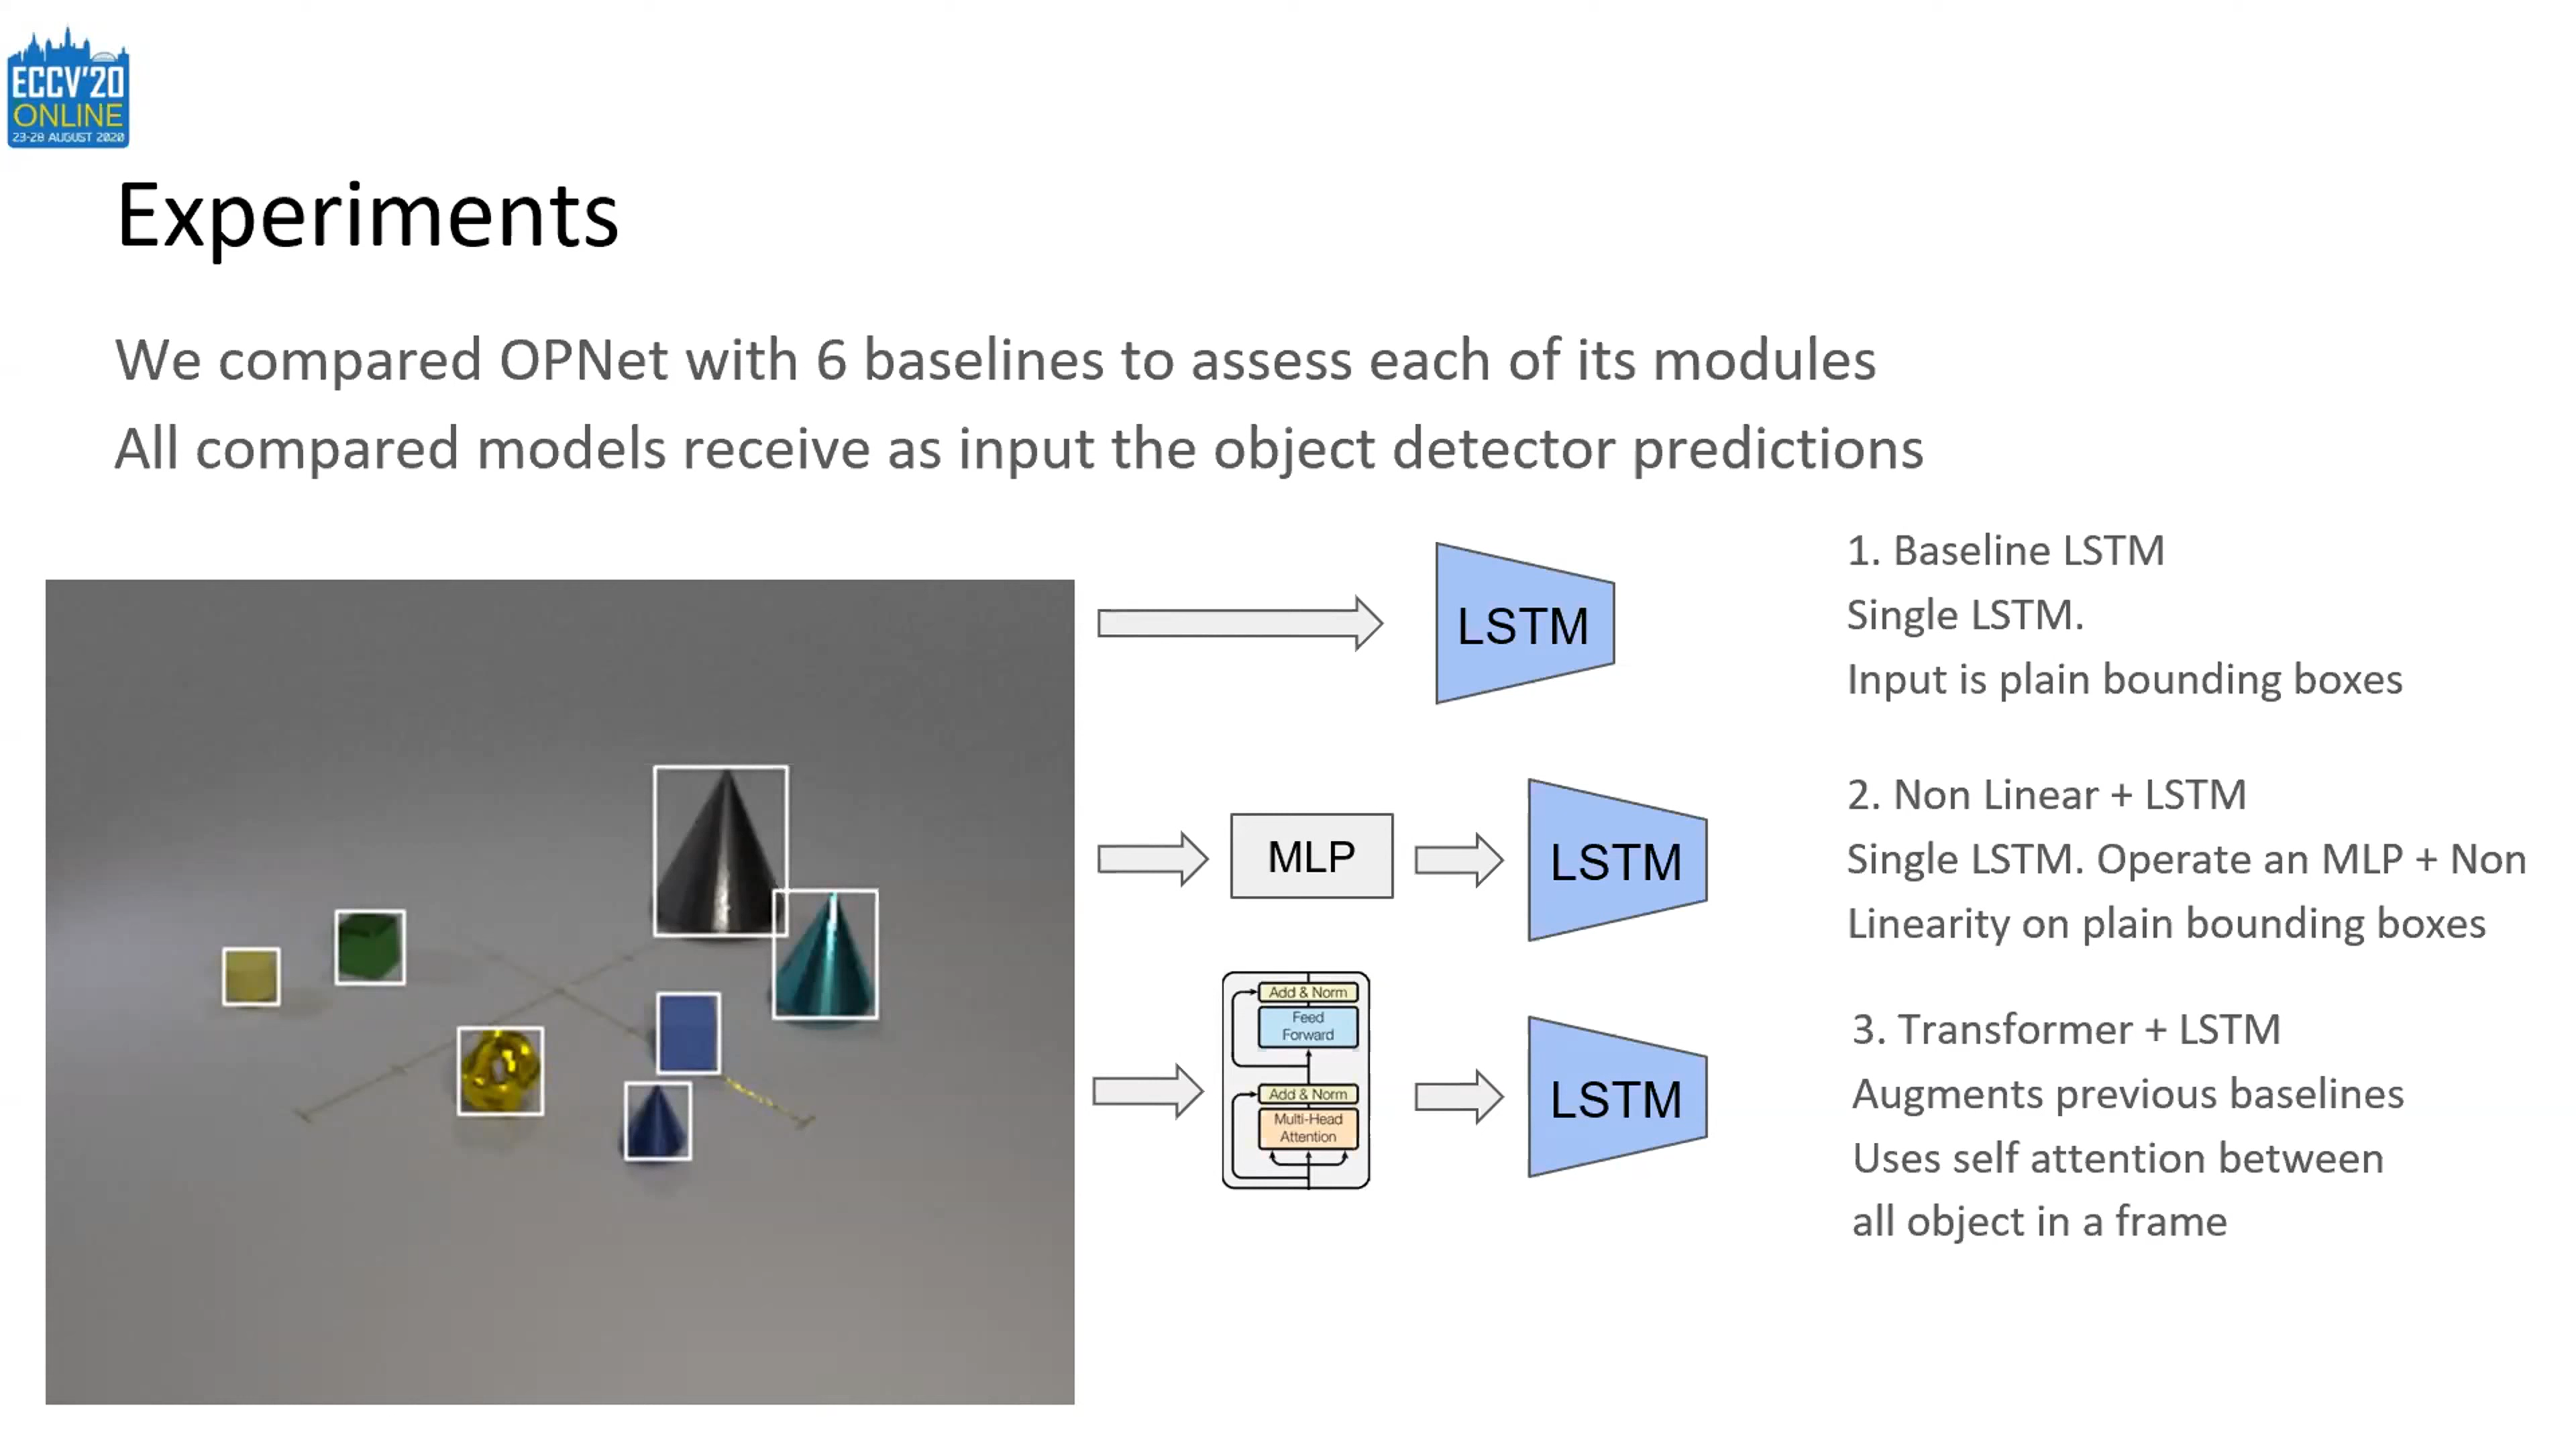 ECCV'20
ONLINE
23-28 AUGUST 2020
Experiments
We compared OPNet with 6 baselines to assess each of its modules
All compared models receive as input the object detector predictions
LSTM
1. Baseline LSTM
Single LSTM.
Input is plain bounding boxes
MLP
LSTM
2. Non Linear + LSTM
Single LSTM. Operate an MLP + Non
Linearity on plain bounding boxes
Add & Norm
Feed
Forward
Add & Norm
Multi-Head
Attention
LSTM
3. Transformer + LSTM
Augments previous baselines
Uses self attention between
all object in a frame